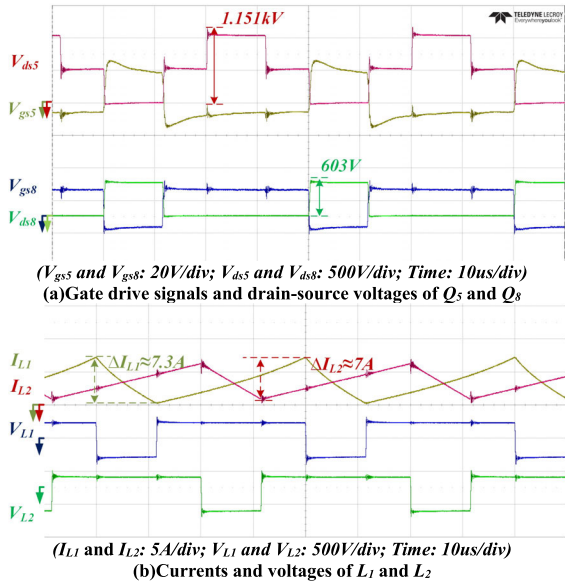 1.151kV
TELEDYNE LECROY
Everywhereyoulook™
Vds5
Vgs5
603V
Vgs8
Vds8
(Vgs5 and Vgs8: 20V/div; Vds5 and Vds8: 500V/div; Time: 10us/div)
(a)Gate drive signals and drain-source voltages of Q5 and Q8
IL1 ΔIL1≈7.3A ΔIL2≈7A
IL2
VL1
VL2
(IL1 and IL2: 5A/div; VL1 and VL2: 500V/div; Time: 10us/div)
(b)Currents and voltages of L1 and L2